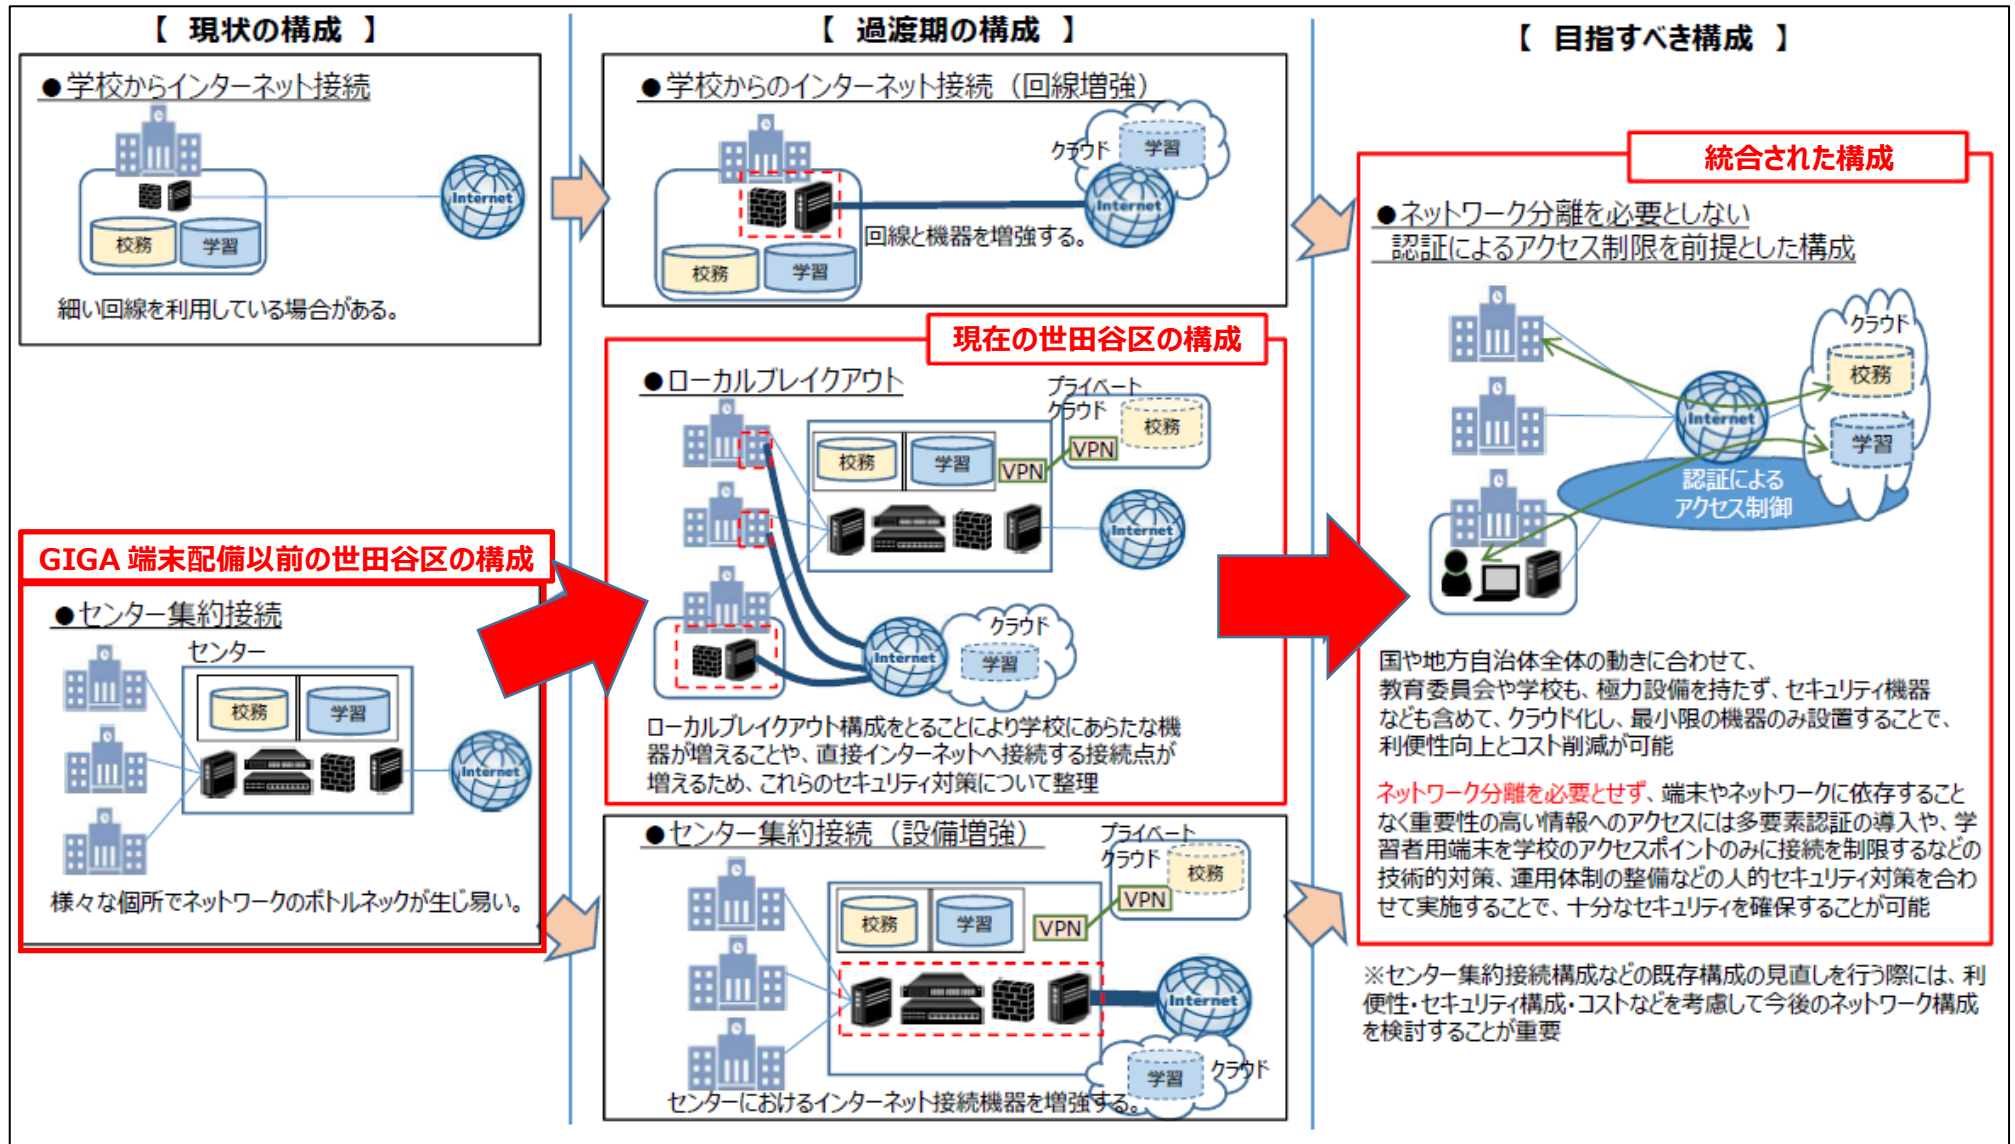 【 現状の構成 】
●学校からインターネット接続
Internet
校務
学習
細い回線を利用している場合がある。
GIGA 端末配備以前の世田谷区の構成
●センター集約接続
センター
校務
学習
Internet
様々な個所でネットワークのボトルネックが生じ易い。
【 過渡期の構成 】
●学校からのインターネット接続（回線増強）
クラウド
学習
Internet
回線と機器を増強する。
校務
学習
現在の世田谷区の構成
●ローカルブレイクアウト
プライベート
クラウド
校務
VPN
校務
学習
VPN
Internet
クラウド
Internet
学習
ローカルブレイクアウト構成をとることにより学校にあらたな機
器が増えることや、直接インターネットへ接続する接続点が
増えるため、これらのセキュリティ対策について整理
●センター集約接続（設備増強）
プライベート
クラウド
校務
VPN
校務
学習
VPN
Internet
学習
クラウド
センターにおけるインターネット接続機器を増強する。
【 目指すべき構成 】
統合された構成
●ネットワーク分離を必要としない
認証によるアクセス制限を前提とした構成
クラウド
校務
Internet
学習
認証による
アクセス制御
国や地方自治体全体の動きに合わせて、
教育委員会や学校も、極力設備を持たず、セキュリティ機器
なども含めて、クラウド化し、最小限の機器のみ設置することで、
利便性向上とコスト削減が可能
ネットワーク分離を必要とせず、端末やネットワークに依存すること
なく重要性の高い情報へのアクセスには多要素認証の導入や、学
習者用端末を学校のアクセスポイントのみに接続を制限するなどの
技術的対策、運用体制の整備などの人的セキュリティ対策を合わ
せて実施することで、十分なセキュリティを確保することが可能
※センター集約接続構成などの既存構成の見直しを行う際には、利
便性・セキュリティ構成・コストなどを考慮して今後のネットワーク構成
を検討することが重要